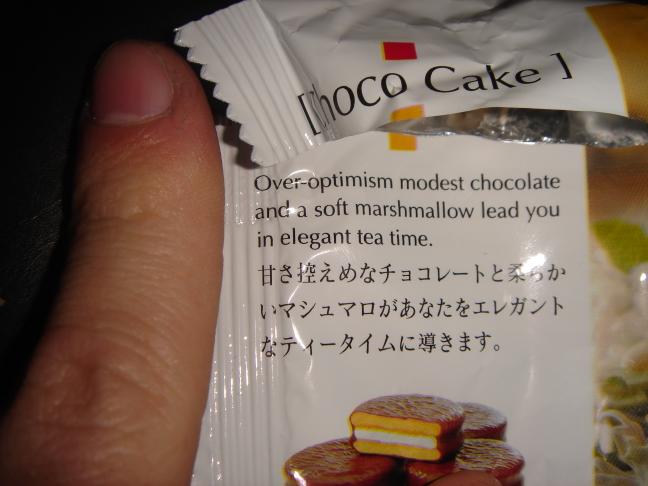 [Choco Cake]
Over-optimism modest chocolate
and a soft marshmallow lead you
in elegant tea time.
甘さ控えめなチョコレートと柔らか
いマシュマロがあなたをエレガント
なティータイムに導きます。